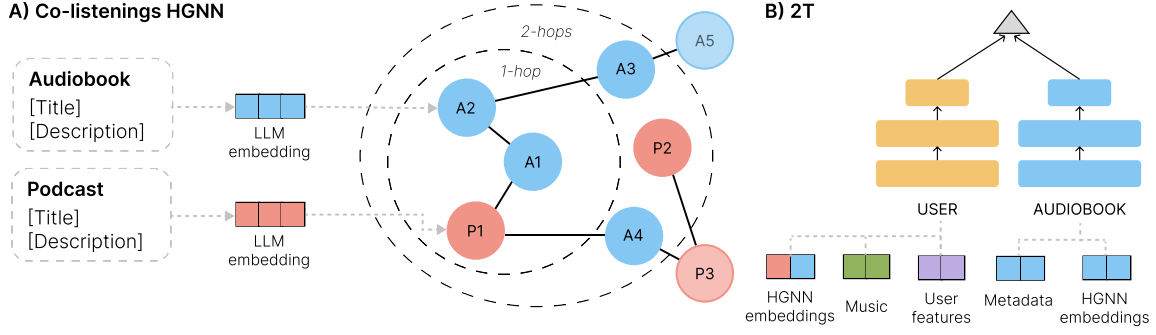 A) Co-listenings HGNN
Audiobook
[Title]
[Description]
LLM
embedding
Podcast
[Title]
[Description]
LLM
embedding
2-hops
1-hop
A5
A3
A2
A1
P2
P1
A4
P3
B) 2T
USER
AUDIOBOOK
HGNN
embeddings
Music
User
features
Metadata
HGNN
embeddings